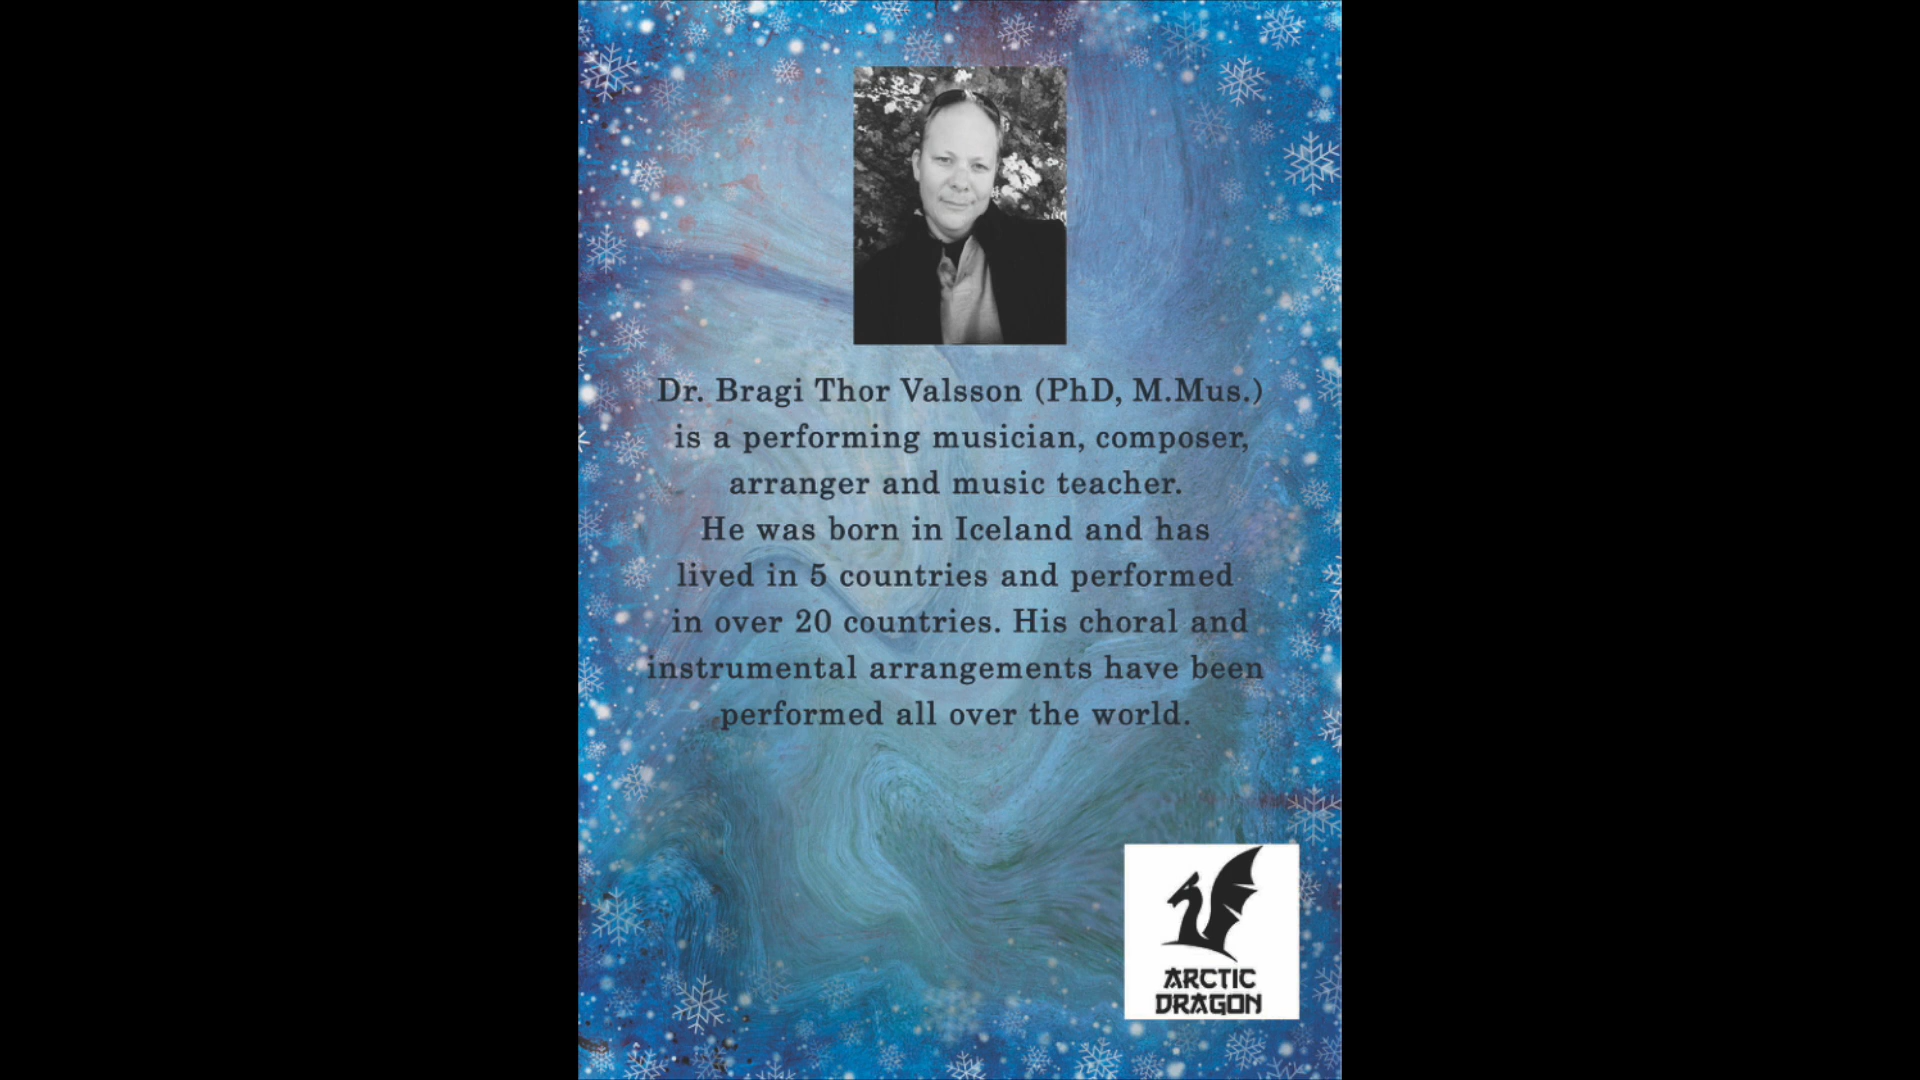 Dr. Bragi Thor Valsson (PhD, M.Mus.)
is a performing musician, composer,
arranger and music teacher.
He was born in Iceland and has
lived in 5 countries and performed
in over 20 countries. His choral and
instrumental arrangements have been
performed all over the world.
ARCTIC
DRAGON